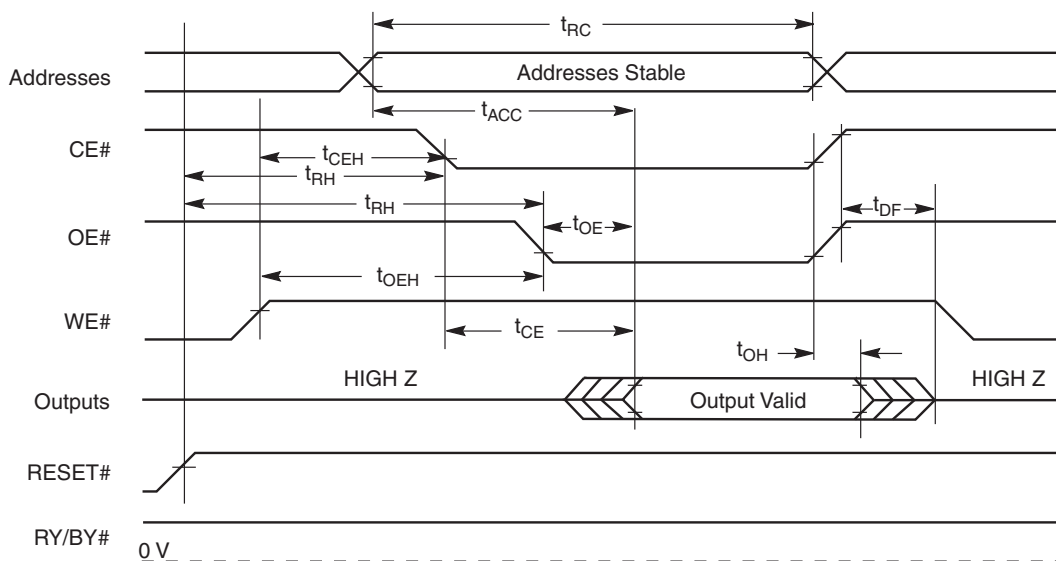 tRC
Addresses
Addresses Stable
tACC
CE#
tCEH
tRH
tRH
tDF
OE#
tOE
tOEH
WE#
tCE
tOH
HIGH Z
HIGH Z
Outputs
Output Valid
RESET#
RY/BY#
0 V